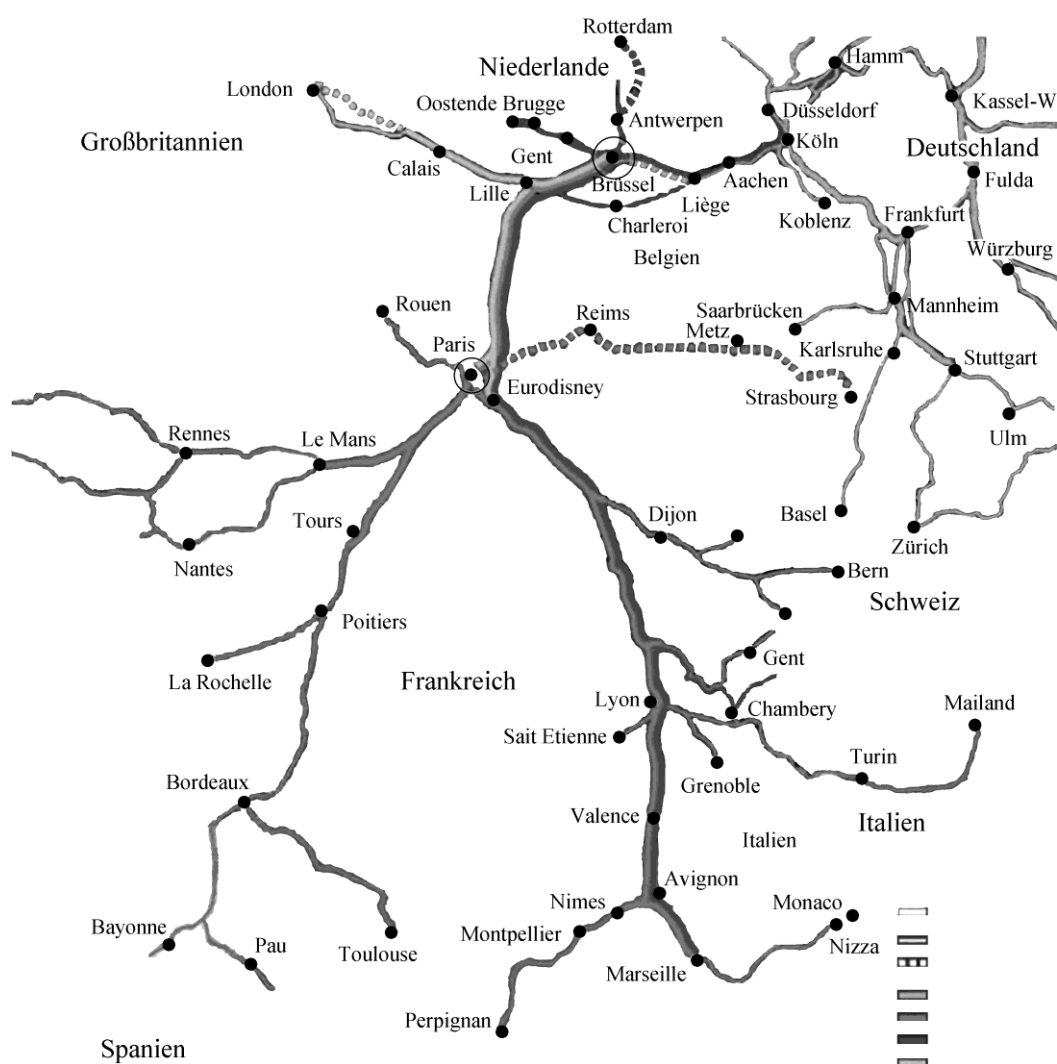 Rotterdam
Niederlande
Hamm
London
Oostende Brugge
Kassel-W
Großbritannien
Antwerpen
Düsseldorf
Köln
Deutschland
Calais
Gent
Brüssel
Aachen
Fulda
Lille
Liège
Charleroi
Koblenz
Frankfurt
Belgien
Würzburg
Rouen
Reims
Saarbrücken
Mannheim
Paris
Metz
Karlsruhe
Stuttgart
Eurodisney
Strasbourg
Rennes
Le Mans
Ulm
Tours
Dijon
Basel
Zürich
Nantes
Bern
Schweiz
Poitiers
La Rochelle
Frankreich
Gent
Lyon
Chambery
Mailand
Sait Etienne
Turin
Grenoble
Bordeaux
Valence
Italien
Italien
Avignon
Nimes
Monaco
Bayonne
Montpellier
Nizza
Pau
Toulouse
Marseille
Perpignan
Spanien